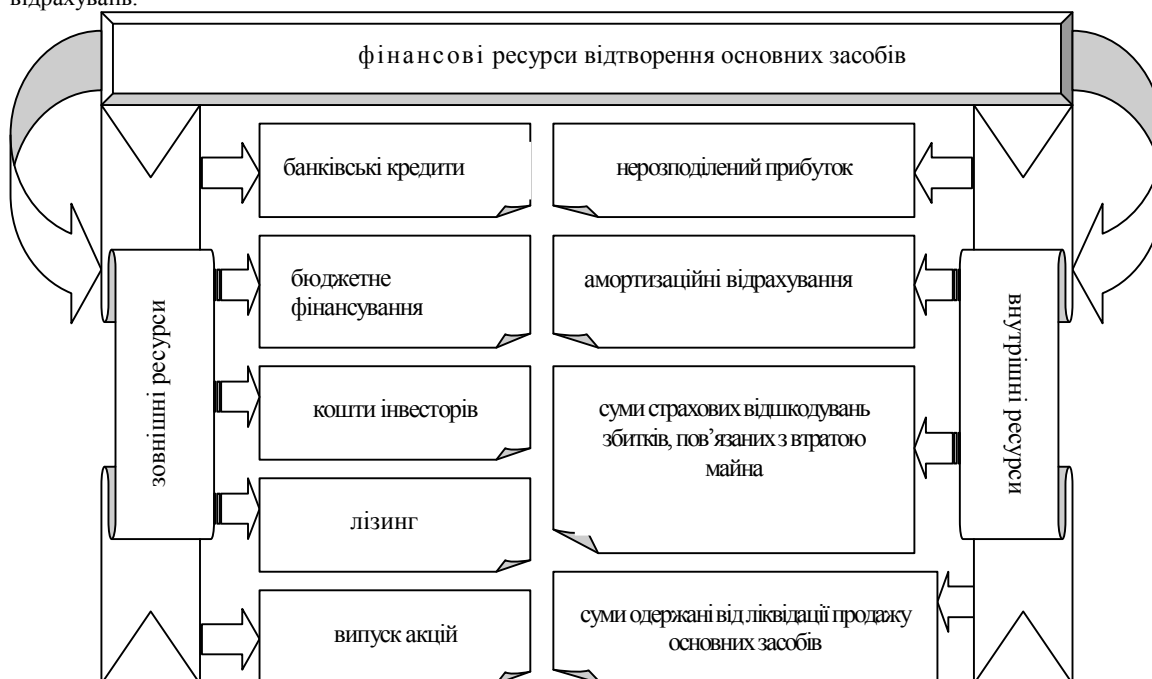 відрахувань.
фінансові ресурси відтворення основних засобів
зовнішні ресурси
банківські кредити
бюджетне
фінансування
кошти інвесторів
лізинг
випуск акцій
нерозподілений прибуток
амортизаційні відрахування
суми страхових відшкодувань
збитків, пов’язаних з втратою
майна
суми одержані від ліквідації продажу
основних засобів
внутрішні ресурси